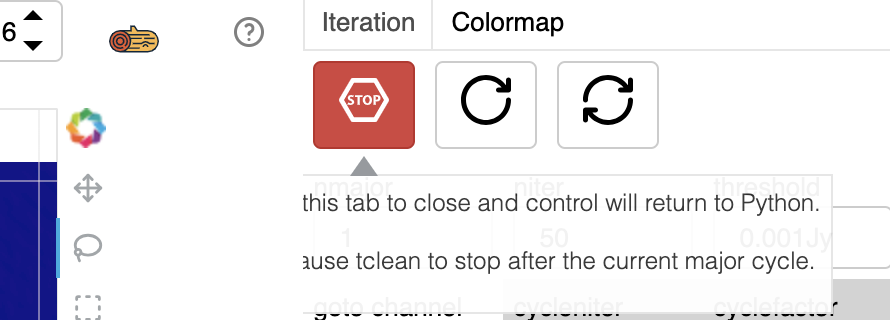 6
Iteration Colormap
STOP
nmajor niter threshold
this tab to close and control will return to Python.
1 50 0.001Jy
ause tclean to stop after the current major cycle.
goto channel cycleniter cyclefactor